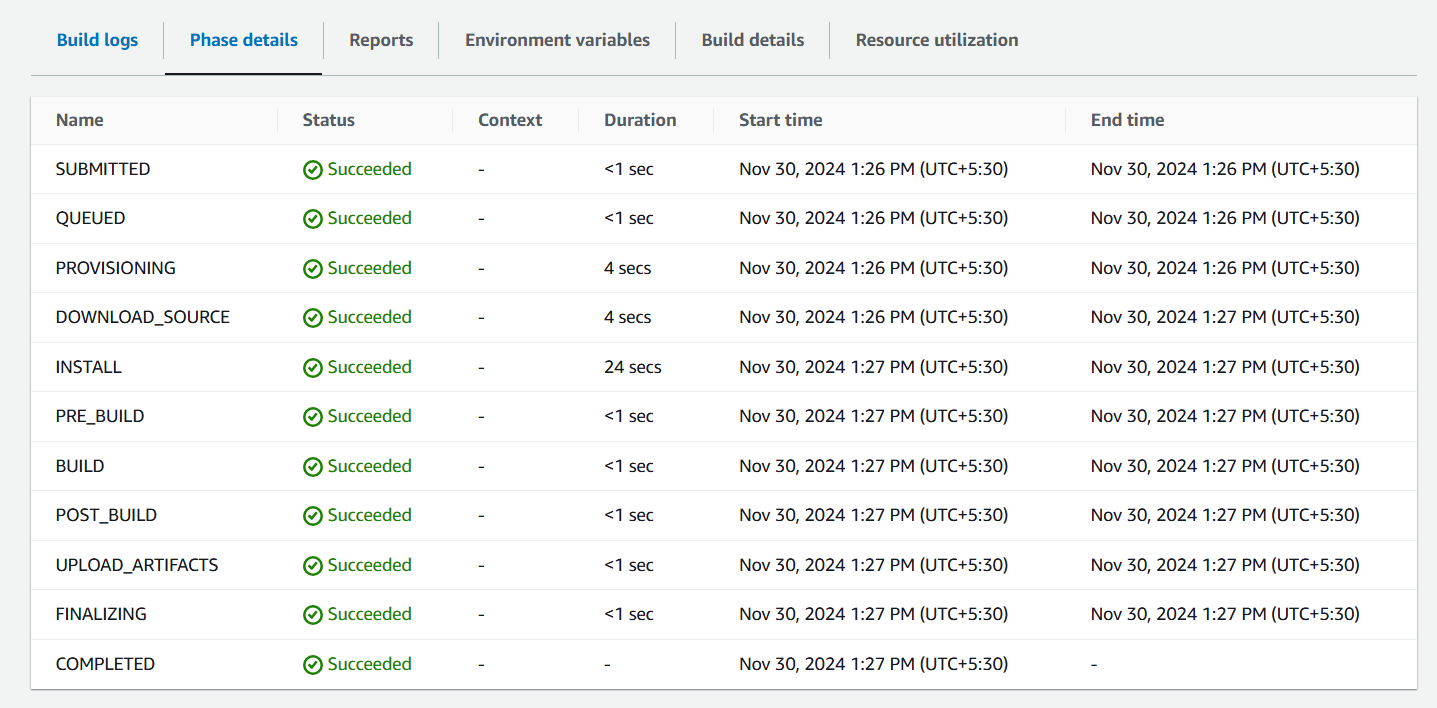 Build logs Phase details Reports Environment variables Build details Resource utilization
Name Status Context Duration Start time End time
SUBMITTED Succeeded - <1 sec Nov 30, 2024 1:26 PM (UTC+5:30) Nov 30, 2024 1:26 PM (UTC+5:30)
QUEUED Succeeded - <1 sec Nov 30, 2024 1:26 PM (UTC+5:30) Nov 30, 2024 1:26 PM (UTC+5:30)
PROVISIONING Succeeded - 4 secs Nov 30, 2024 1:26 PM (UTC+5:30) Nov 30, 2024 1:26 PM (UTC+5:30)
DOWNLOAD_SOURCE Succeeded - 4 secs Nov 30, 2024 1:26 PM (UTC+5:30) Nov 30, 2024 1:27 PM (UTC+5:30)
INSTALL Succeeded - 24 secs Nov 30, 2024 1:27 PM (UTC+5:30) Nov 30, 2024 1:27 PM (UTC+5:30)
PRE_BUILD Succeeded - <1 sec Nov 30, 2024 1:27 PM (UTC+5:30) Nov 30, 2024 1:27 PM (UTC+5:30)
BUILD Succeeded - <1 sec Nov 30, 2024 1:27 PM (UTC+5:30) Nov 30, 2024 1:27 PM (UTC+5:30)
POST_BUILD Succeeded - <1 sec Nov 30, 2024 1:27 PM (UTC+5:30) Nov 30, 2024 1:27 PM (UTC+5:30)
UPLOAD_ARTIFACTS Succeeded - <1 sec Nov 30, 2024 1:27 PM (UTC+5:30) Nov 30, 2024 1:27 PM (UTC+5:30)
FINALIZING Succeeded - <1 sec Nov 30, 2024 1:27 PM (UTC+5:30) Nov 30, 2024 1:27 PM (UTC+5:30)
COMPLETED Succeeded - - Nov 30, 2024 1:27 PM (UTC+5:30) -